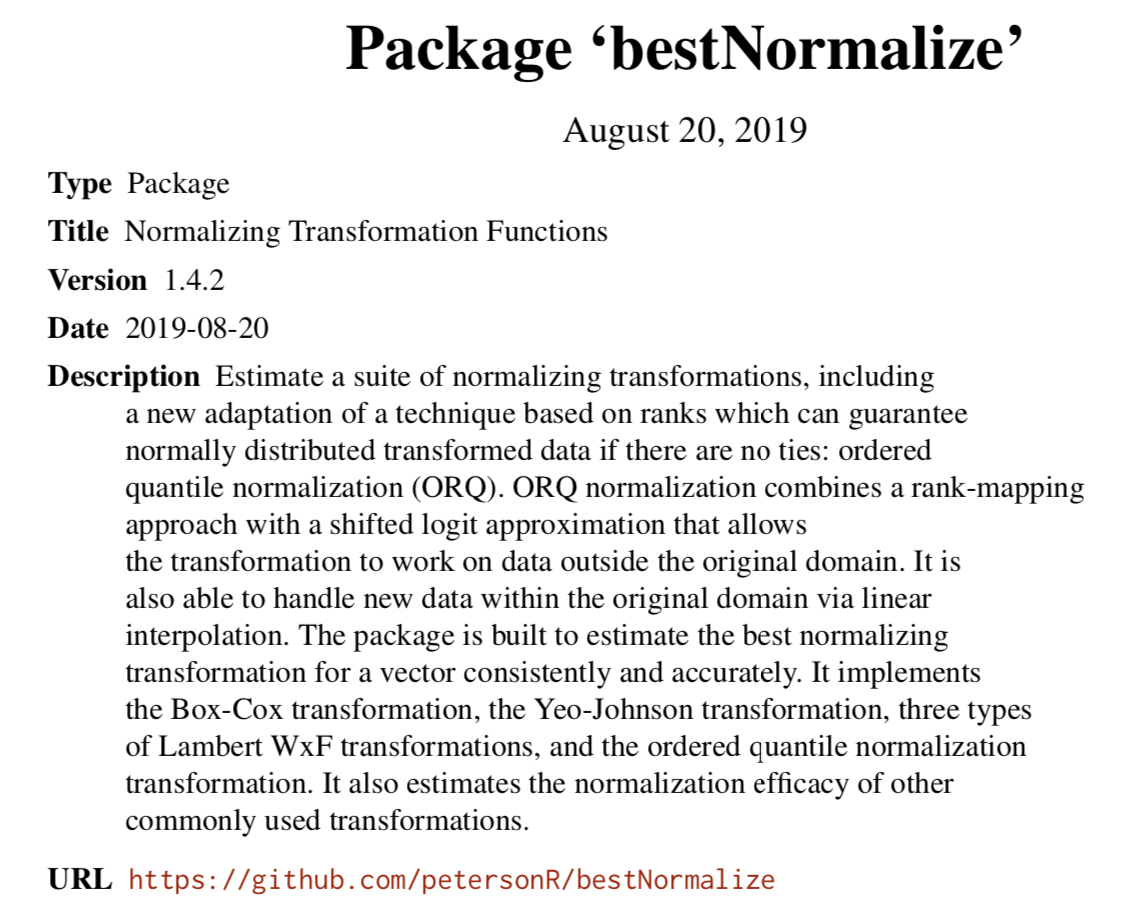 Package ‘bestNormalize’
August 20, 2019
Type Package
Title Normalizing Transformation Functions
Version 1.4.2
Date 2019-08-20
Description Estimate a suite of normalizing transformations, including
a new adaptation of a technique based on ranks which can guarantee
normally distributed transformed data if there are no ties: ordered
quantile normalization (ORQ). ORQ normalization combines a rank-mapping
approach with a shifted logit approximation that allows
the transformation to work on data outside the original domain. It is
also able to handle new data within the original domain via linear
interpolation. The package is built to estimate the best normalizing
transformation for a vector consistently and accurately. It implements
the Box-Cox transformation, the Yeo-Johnson transformation, three types
of Lambert WxF transformations, and the ordered quantile normalization
transformation. It also estimates the normalization efficacy of other
commonly used transformations.
URL https://github.com/petersonR/bestNormalize